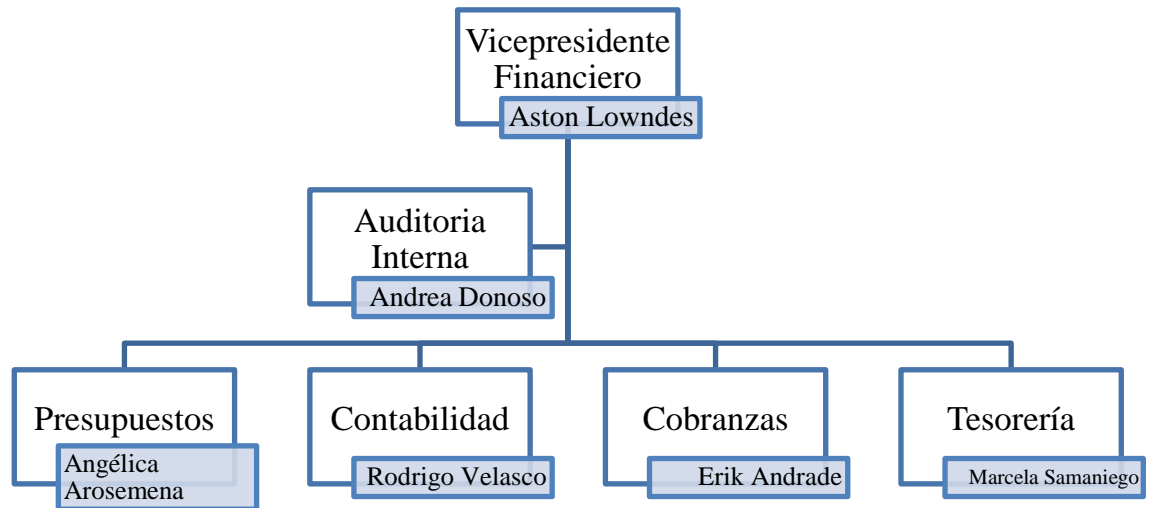 Vicepresidente
Financiero
Aston Lowndes
Auditoria
Interna
Andrea Donoso
Presupuestos
Angélica
Arosemena
Contabilidad
Rodrigo Velasco
Cobranzas
Erik Andrade
Tesorería
Marcela Samaniego